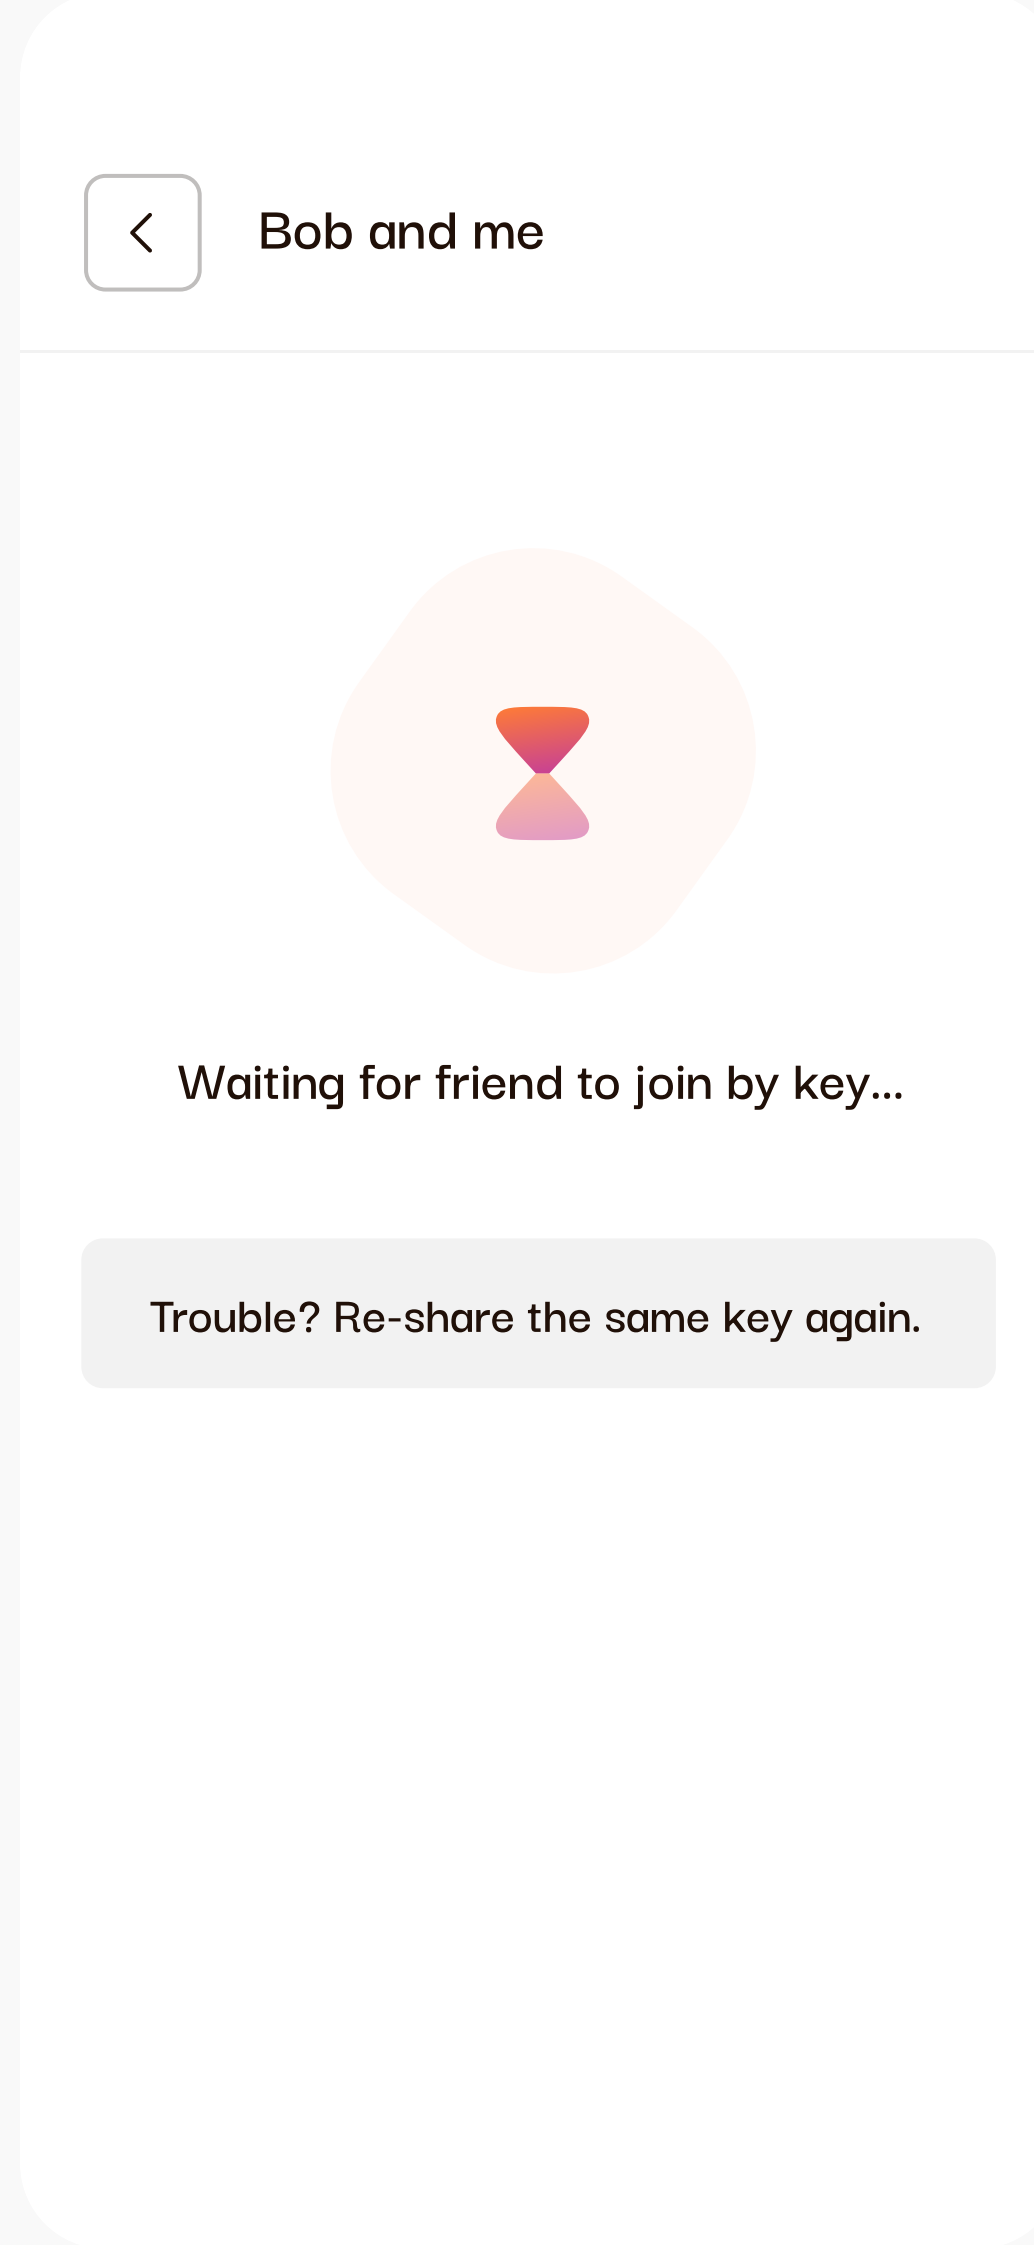 Bob and me
Waiting for friend to join by key...
Trouble? Re-share the same key again.